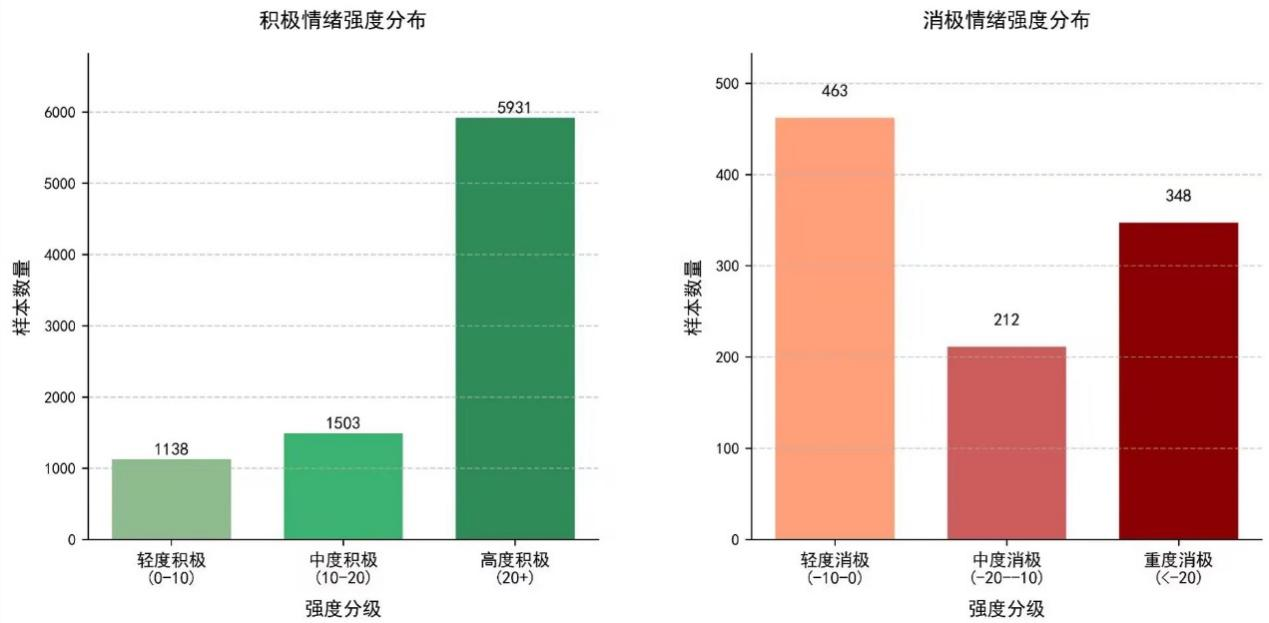 积极情绪强度分布
样本数量
6000
5000
4000
3000
2000
1000
0
1138
1503
5931
轻度积极
(0-10)
中度积极
(10-20)
高度积极
(20+)
强度分级
消极情绪强度分布
样本数量
500
400
300
200
100
0
463
212
348
轻度消极
(-10-0)
中度消极
(-20--10)
重度消极
(<-20)
强度分级